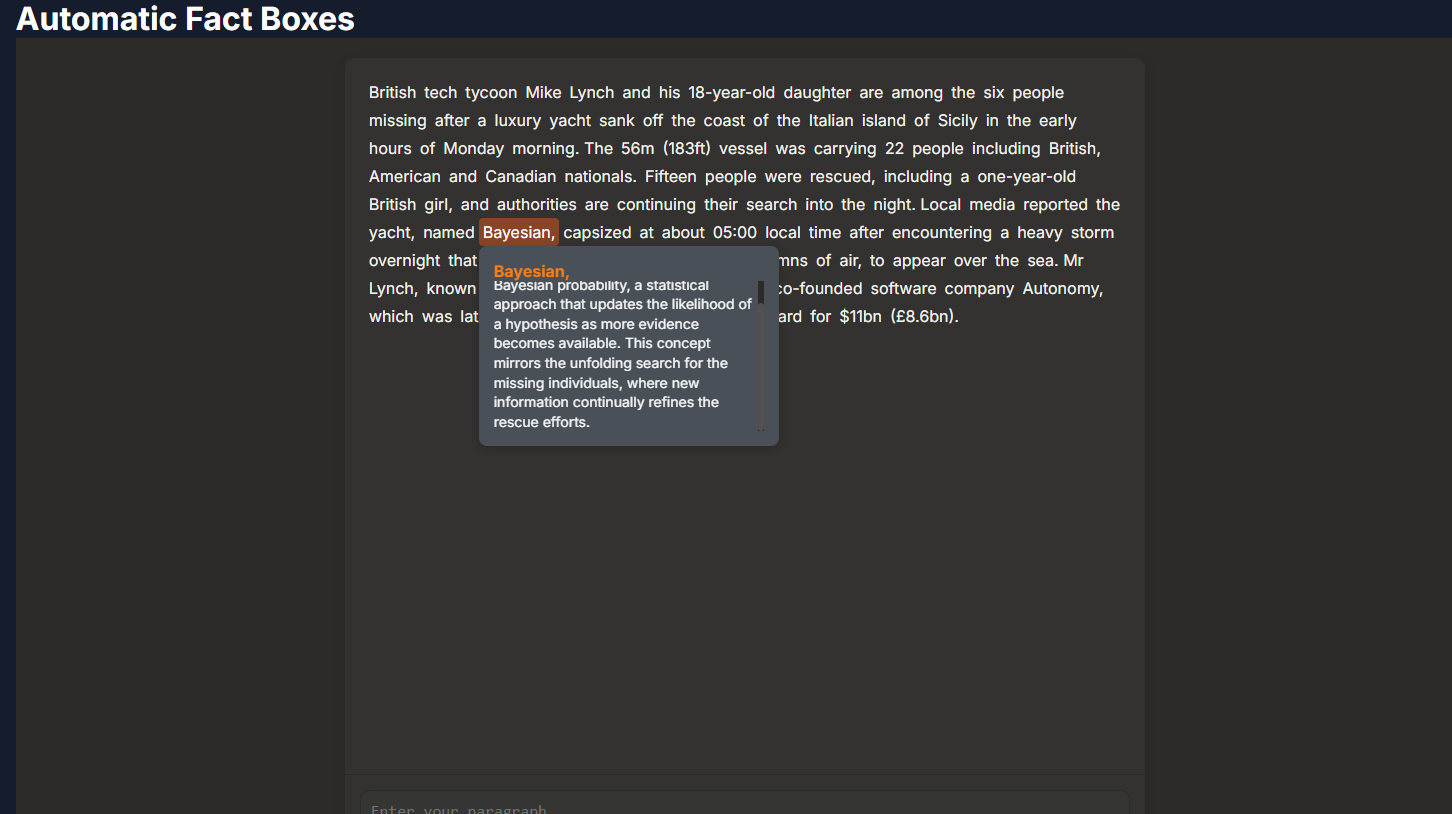 Automatic Fact Boxes
British tech tycoon Mike Lynch and his 18-year-old daughter are among the six people
missing after a luxury yacht sank off the coast of the Italian island of Sicily in the early
hours of Monday morning. The 56m (183ft) vessel was carrying 22 people including British,
American and Canadian nationals. Fifteen people were rescued, including a one-year-old
British girl, and authorities are continuing their search into the night. Local media reported the
yacht, named Bayesian, capsized at about 05:00 local time after encountering a heavy storm
overnight that mns of air, to appear over the sea. Mr
Lynch, known co-founded software company Autonomy,
which was lat ard for $11bn (£8.6bn).
Bayesian,
Bayesian probability, a statistical
approach that updates the likelihood of
a hypothesis as more evidence
becomes available. This concept
mirrors the unfolding search for the
missing individuals, where new
information continually refines the
rescue efforts.
Enter your paragraph